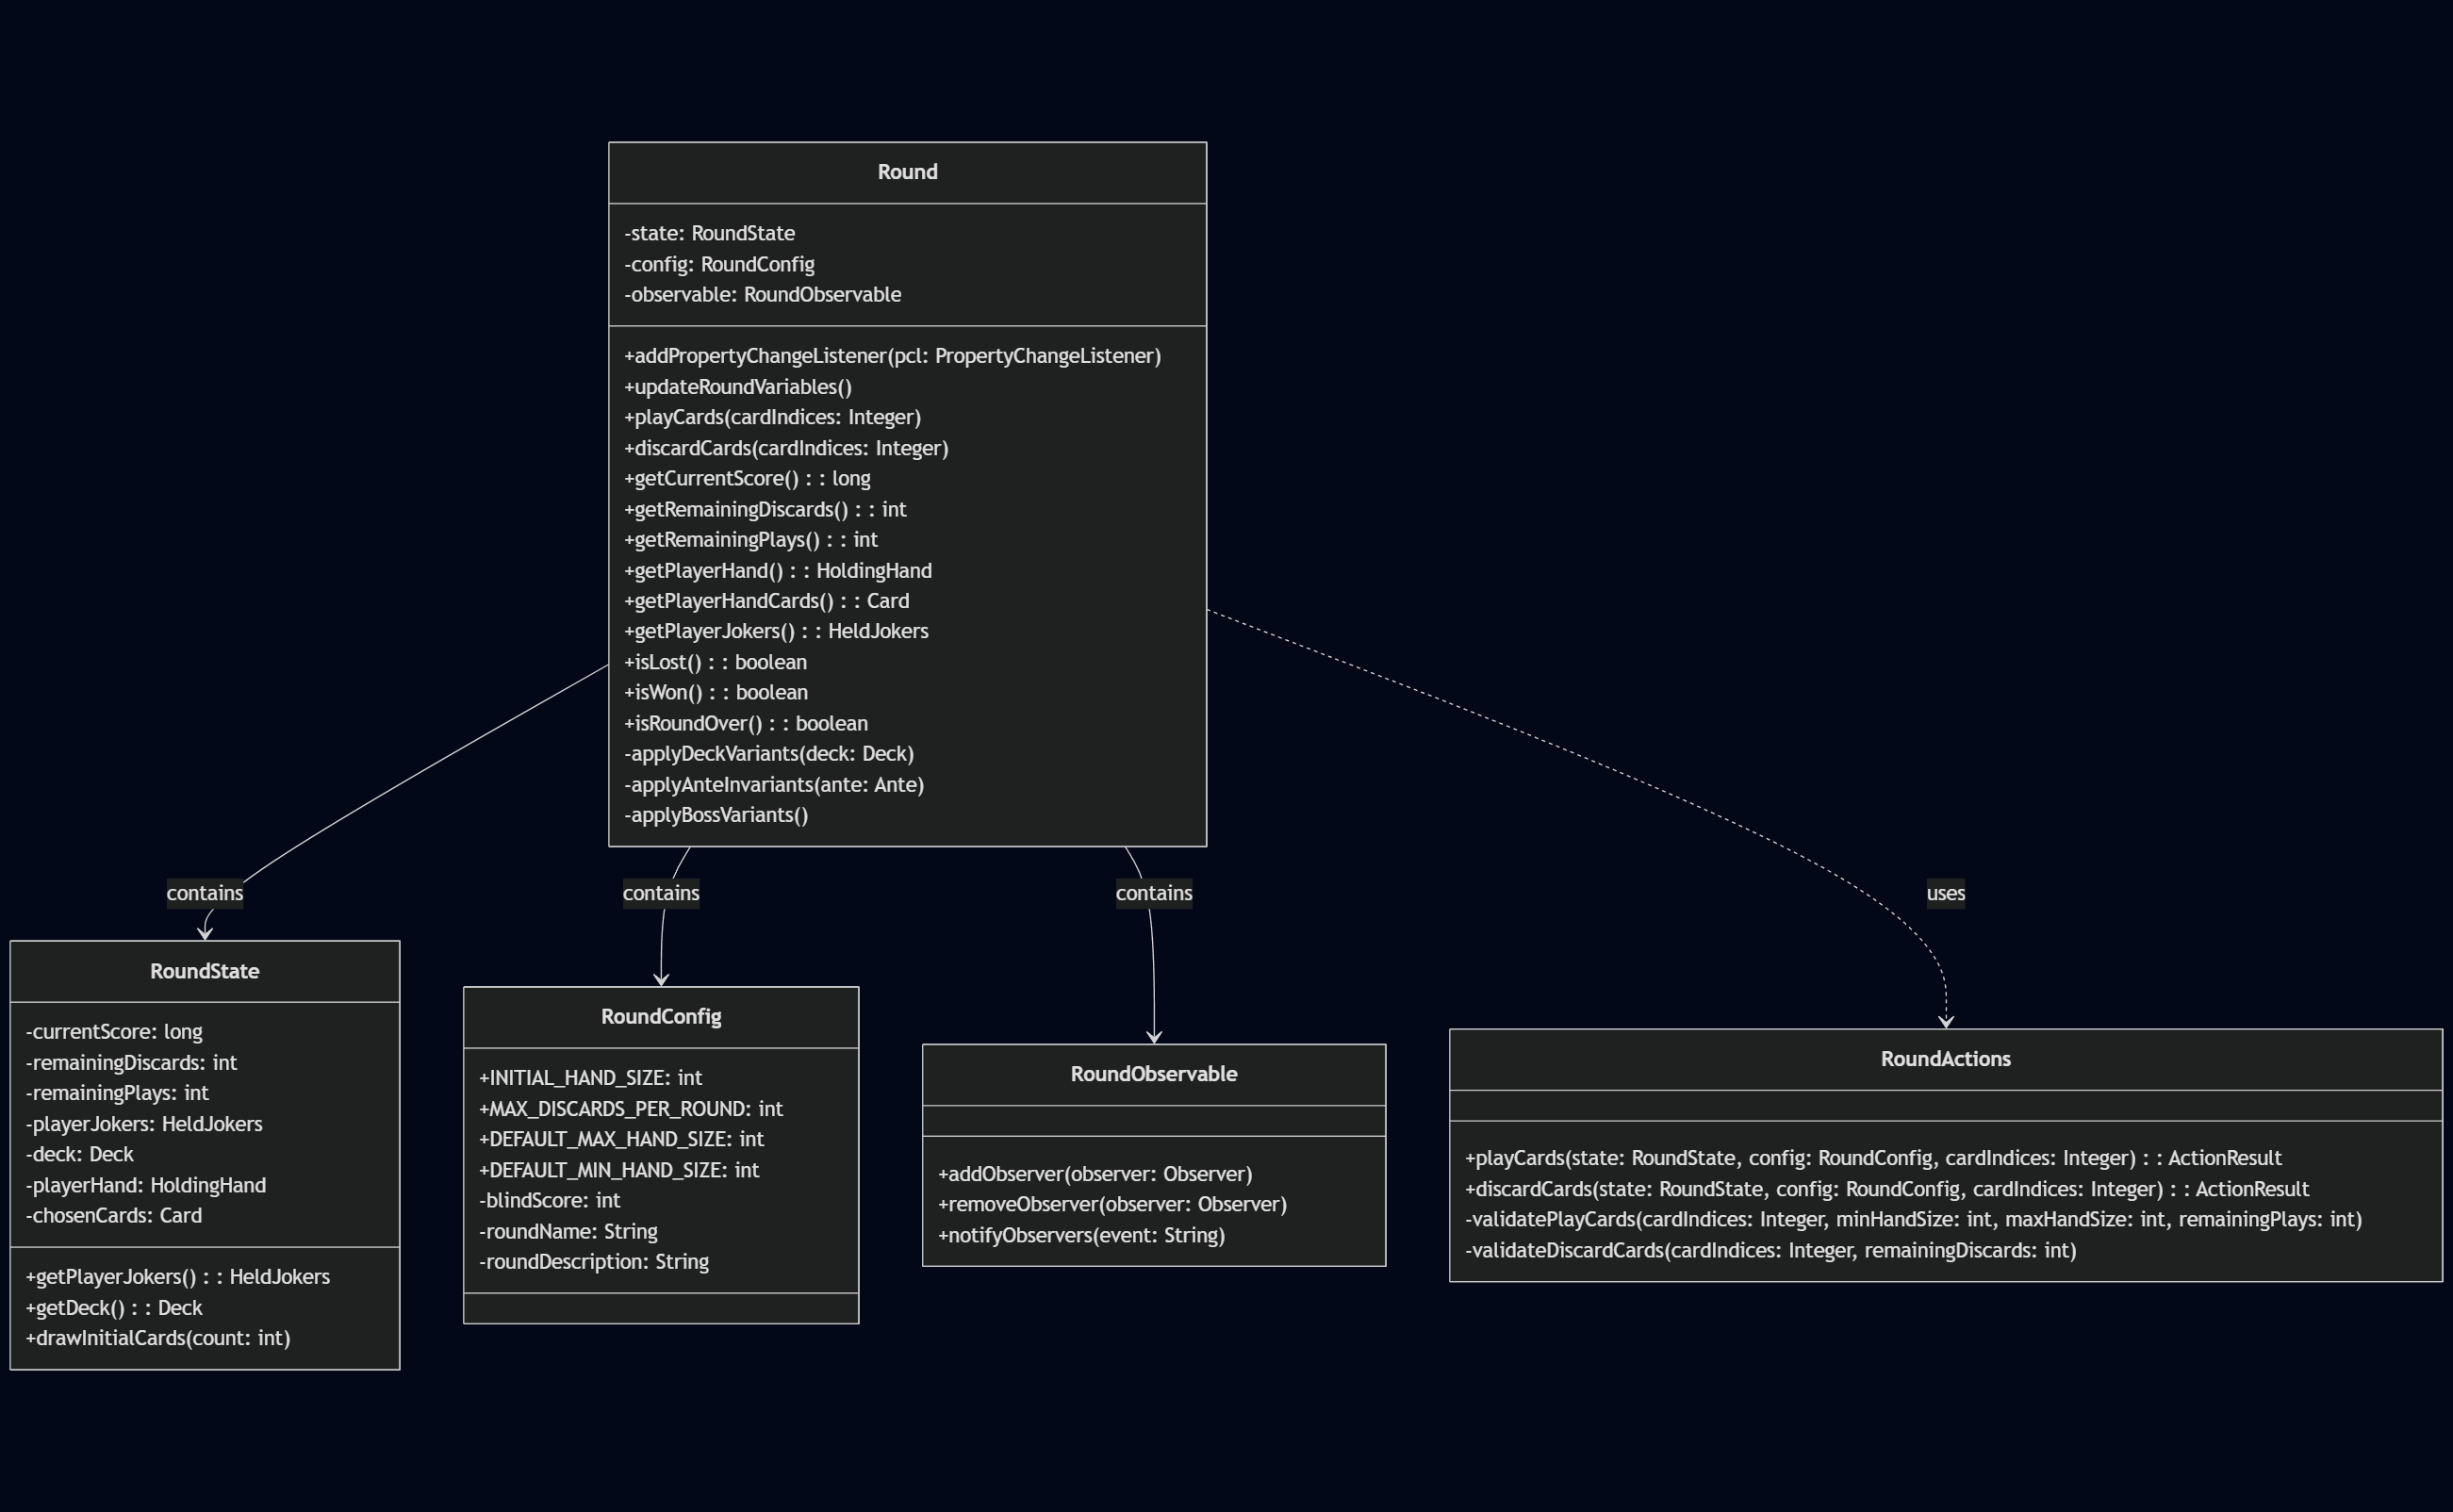 Round
-state: RoundState
-config: RoundConfig
-observable: RoundObservable
+addPropertyChangeListener(pcl: PropertyChangeListener)
+updateRoundVariables()
+playCards(cardIndices: Integer)
+discardCards(cardIndices: Integer)
+getCurrentScore() : : long
+getRemainingDiscards() : : int
+getRemainingPlays() : : int
+getPlayerHand() : : HoldingHand
+getPlayerHandCards() : : Card
+getPlayerJokers() : : HeldJokers
+isLost() : : boolean
+isWon() : : boolean
+isRoundOver() : : boolean
-applyDeckVariants(deck: Deck)
-applyAnteInvariants(ante: Ante)
-applyBossVariants()
contains
contains
contains
uses
RoundState
-currentScore: long
-remainingDiscards: int
-remainingPlays: int
-playerJokers: HeldJokers
-deck: Deck
-playerHand: HoldingHand
-chosenCards: Card
+getPlayerJokers() : : HeldJokers
+getDeck() : : Deck
+drawInitialCards(count: int)
RoundConfig
+INITIAL_HAND_SIZE: int
+MAX_DISCARDS_PER_ROUND: int
+DEFAULT_MAX_HAND_SIZE: int
+DEFAULT_MIN_HAND_SIZE: int
-blindScore: int
-roundName: String
-roundDescription: String
RoundObservable
+addObserver(observer: Observer)
+removeObserver(observer: Observer)
+notifyObservers(event: String)
RoundActions
+playCards(state: RoundState, config: RoundConfig, cardIndices: Integer) : : ActionResult
+discardCards(state: RoundState, config: RoundConfig, cardIndices: Integer) : : ActionResult
-validatePlayCards(cardIndices: Integer, minHandSize: int, maxHandSize: int, remainingPlays: int)
-validateDiscardCards(cardIndices: Integer, remainingDiscards: int)